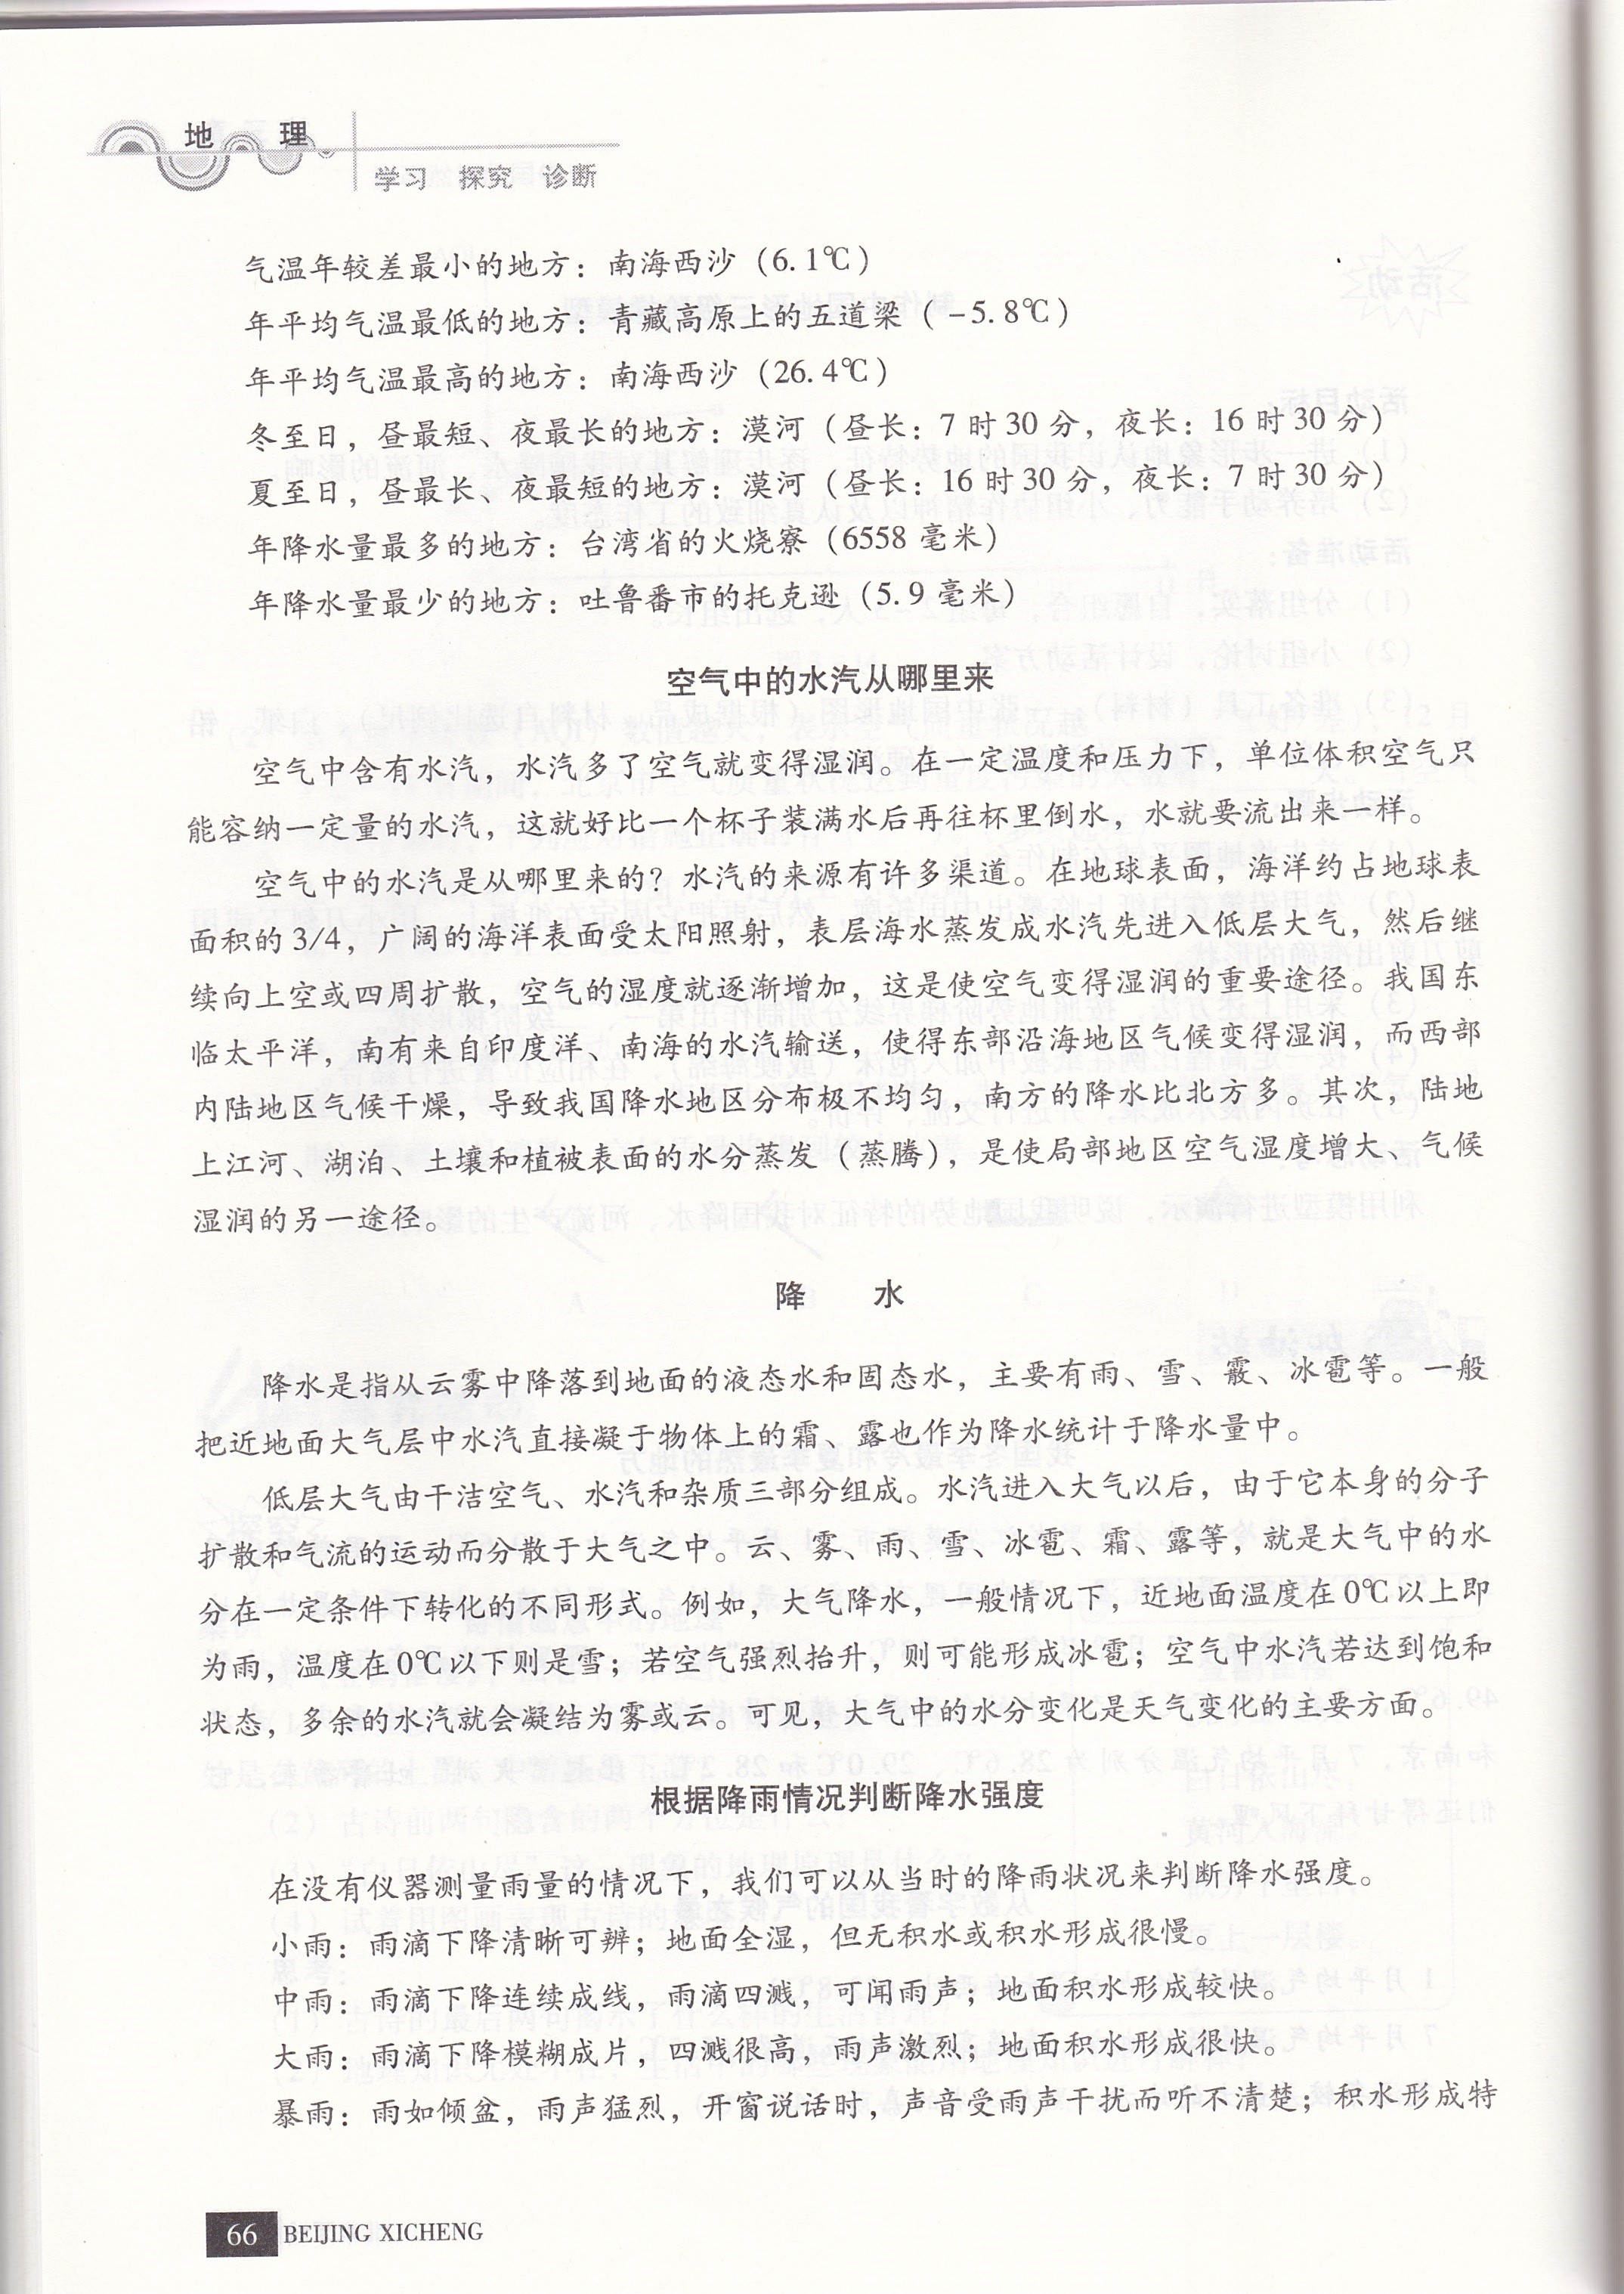 地 理
学习 探究 诊断
气温年较差最小的地方：南海西沙（6.1℃）
年平均气温最低的地方：青藏高原上的五道梁（-5.8℃）
年平均气温最高的地方：南海西沙（26.4℃）
冬至日，昼最短、夜最长的地方：漠河（昼长：7 时 30 分，夜长：16 时 30 分）
夏至日，昼最长、夜最短的地方：漠河（昼长：16 时 30 分，夜长：7 时 30 分）
年降水量最多的地方：台湾省的火烧寮（6558 毫米）
年降水量最少的地方：吐鲁番市的托克逊（5.9 毫米）
空气中的水汽从哪里来
空气中含有水汽，水汽多了空气就变得湿润。在一定温度和压力下，单位体积空气只
能容纳一定量的水汽，这就好比一个杯子装满水后再往杯里倒水，水就要流出来一样。
空气中的水汽是从哪里来的？水汽的来源有许多渠道。在地球表面，海洋约占地球表
面积的 3/4，广阔的海洋表面受太阳照射，表层海水蒸发成水汽先进入低层大气，然后继
续向上空或四周扩散，空气的湿度就逐渐增加，这是使空气变得湿润的重要途径。我国东
临太平洋，南有来自印度洋、南海的水汽输送，使得东部沿海地区气候变得湿润，而西部
内陆地区气候干燥，导致我国降水地区分布极不均匀，南方的降水比北方多。其次，陆地
上江河、湖泊、土壤和植被表面的水分蒸发（蒸腾），是使局部地区空气湿度增大、气候
湿润的另一途径。
降 水
降水是指从云雾中降落到地面的液态水和固态水，主要有雨、雪、霰、冰雹等。一般
把近地面大气层中水汽直接凝于物体上的霜、露也作为降水统计于降水量中。
低层大气由干洁空气、水汽和杂质三部分组成。水汽进入大气以后，由于它本身的分子
扩散和气流的运动而分散于大气之中。云、雾、雨、雪、冰雹、霜、露等，就是大气中的水
分在一定条件下转化的不同形式。例如，大气降水，一般情况下，近地面温度在 0℃ 以上即
为雨，温度在 0℃ 以下则是雪；若空气强烈抬升，则可能形成冰雹；空气中水汽若达到饱和
状态，多余的水汽就会凝结为雾或云。可见，大气中的水分变化是天气变化的主要方面。
根据降雨情况判断降水强度
在没有仪器测量雨量的情况下，我们可以从当时的降雨状况来判断降水强度。
小雨：雨滴下降清晰可辨；地面全湿，但无积水或积水形成很慢。
中雨：雨滴下降连续成线，雨滴四溅，可闻雨声；地面积水形成较快。
大雨：雨滴下降模糊成片，四溅很高，雨声激烈；地面积水形成很快。
暴雨：雨如倾盆，雨声猛烈，开窗说话时，声音受雨声干扰而听不清楚；积水形成特
66 BEIJING XICHENG